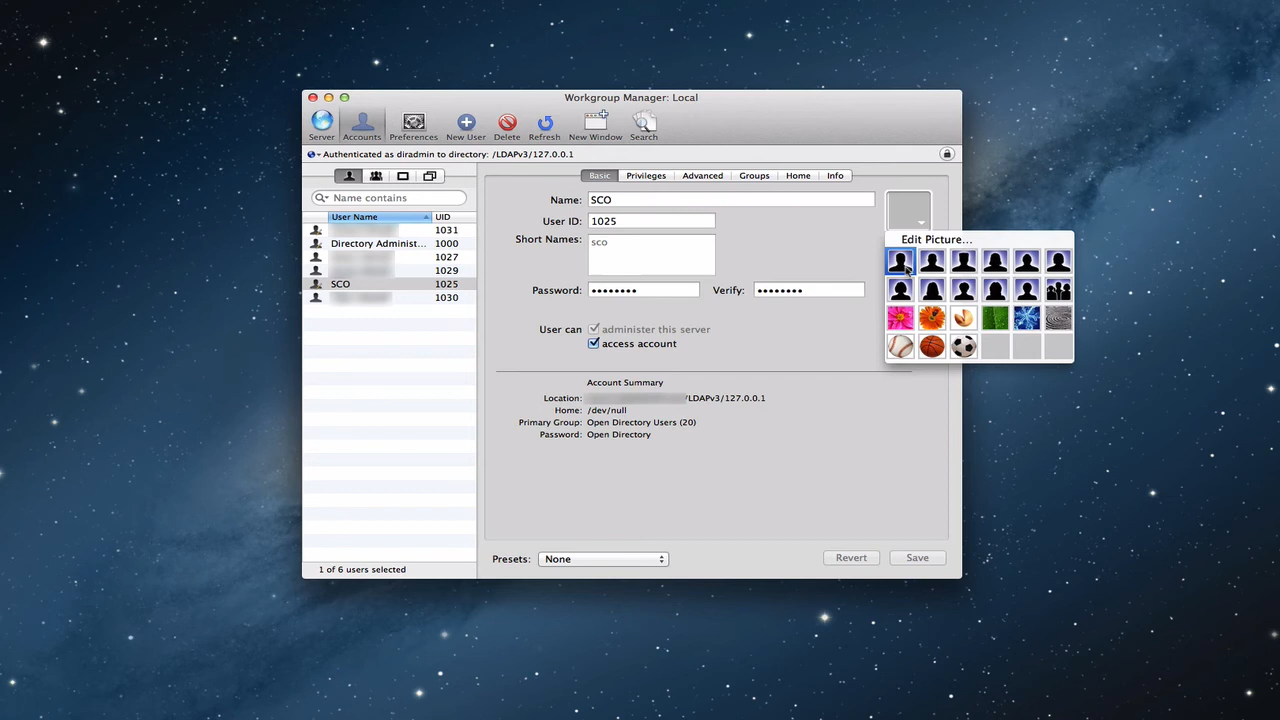 Workgroup Manager: Local
Server Accounts Preferences New User Delete Refresh New Window Search
Authenticated as diradmin to directory: /LDAPv3/127.0.0.1
Basic Privileges Advanced Groups Home Info
Name contains
User Name UID
1031
Directory Administ... 1000
1027
1029
SCO 1025
1030
1 of 6 users selected
Name: SCO
User ID: 1025
Short Names: sco
Password: •••••••• Verify: ••••••••
User can administer this server
access account
Account Summary
Location: /LDAPv3/127.0.0.1
Home: /dev/null
Primary Group: Open Directory Users (20)
Password: Open Directory
Presets: None Revert Save
Edit Picture...